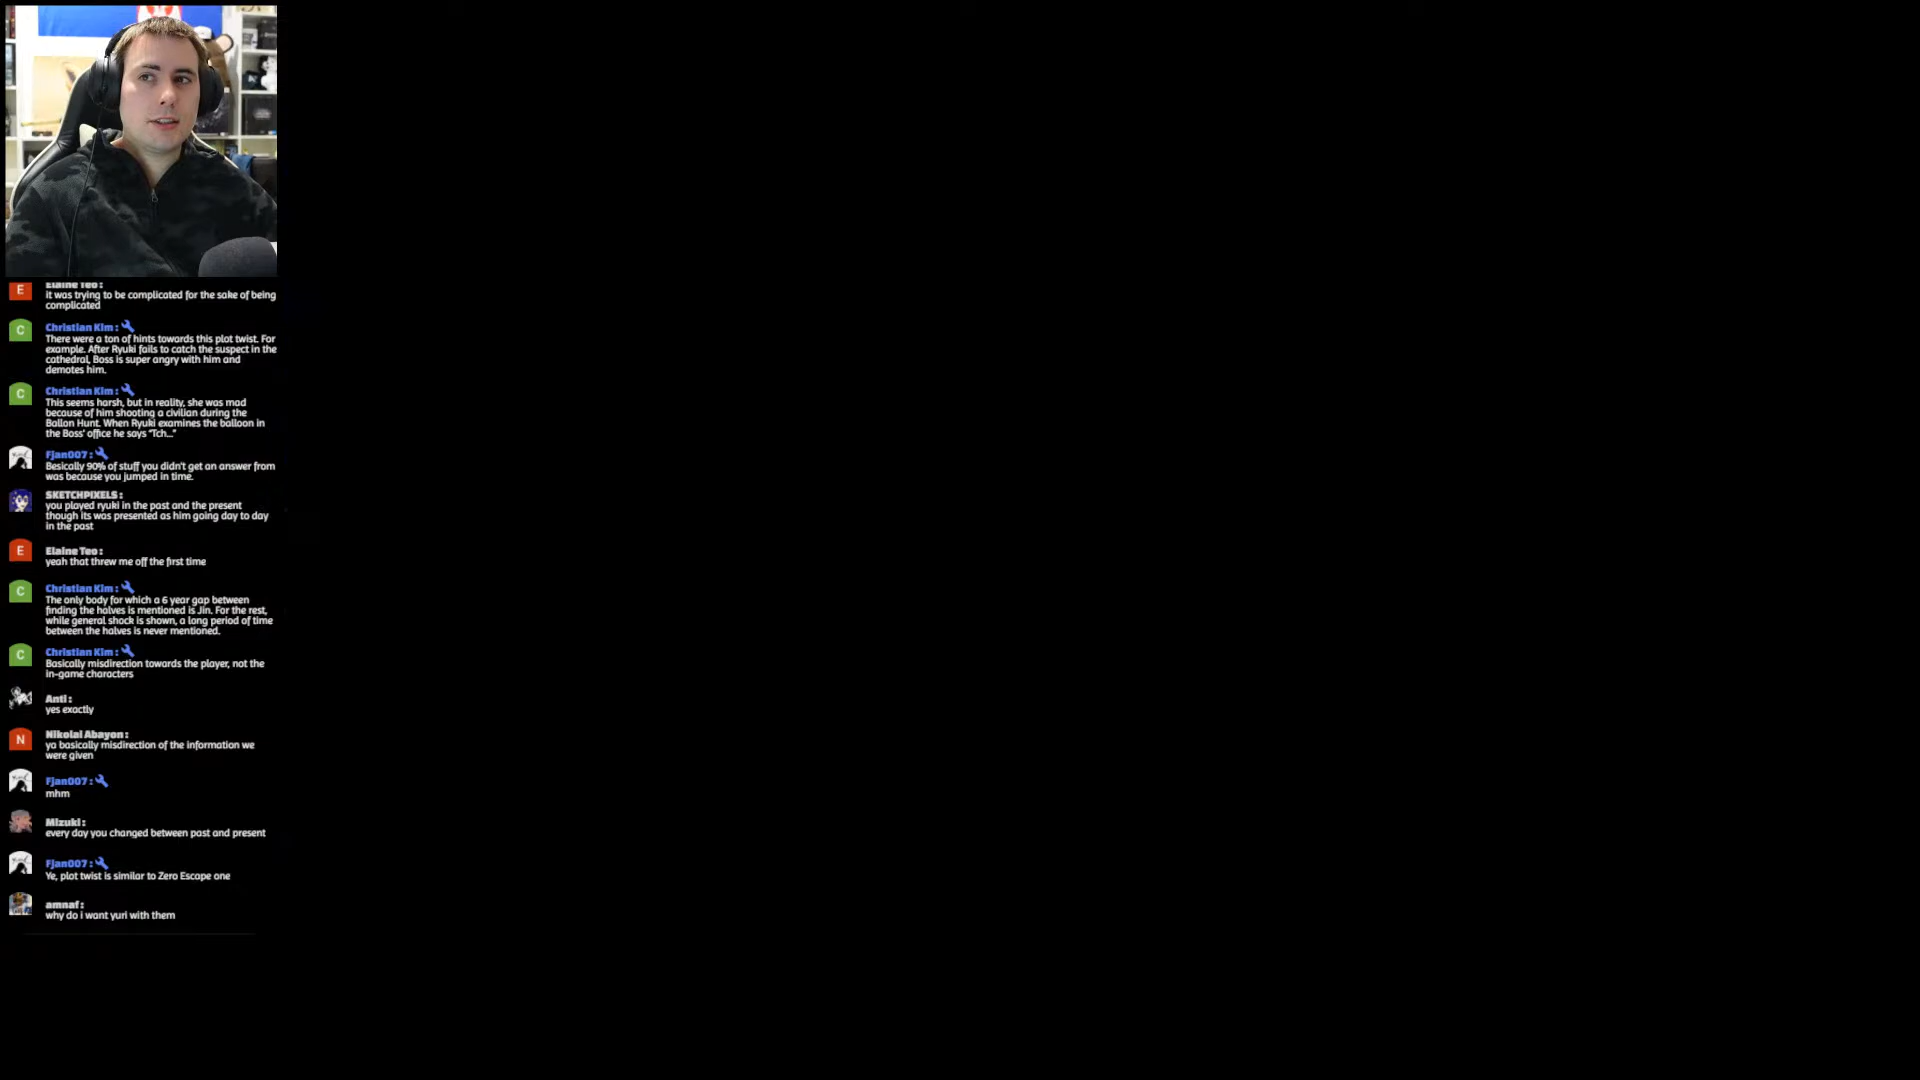 E
Elaine Teo :
it was trying to be complicated for the sake of being
complicated
C
Christian Kim :
There were a ton of hints towards this plot twist. For
example. After Ryuki fails to catch the suspect in the
cathedral, Boss is super angry with him and
demotes him.
C
Christian Kim :
This seems harsh, but in reality, she was mad
because of him shooting a civilian during the
Ballon Hunt. When Ryuki examines the balloon in
the Boss' office he says "Tch..."
Fjan007 :
Besically 90% of stuff you didn't get an answer from
was because you jumped in time.
SKETCHPIXELS :
you played ryuki in the past and the present
though its was presented as him going day to day
in the past
E
Elaine Teo :
yeah that threw me off the first time
C
Christian Kim :
The only body for which a 6 year gap between
finding the halves is mentioned is Jin. For the rest,
while general shock is shown, a long period of time
between the halves is never mentioned.
C
Christian Kim :
Basically misdirection towards the player, not the
in-game characters
Anti :
yes exactly
N
Nikolai Abayon :
ya basically misdirection of the information we
were given
Fjan007 :
mhm
Mizuki :
every day you changed between past and present
Fjan007 :
Ye, plot twist is similar to Zero Escape one
amnaf :
why do i want yuri with them